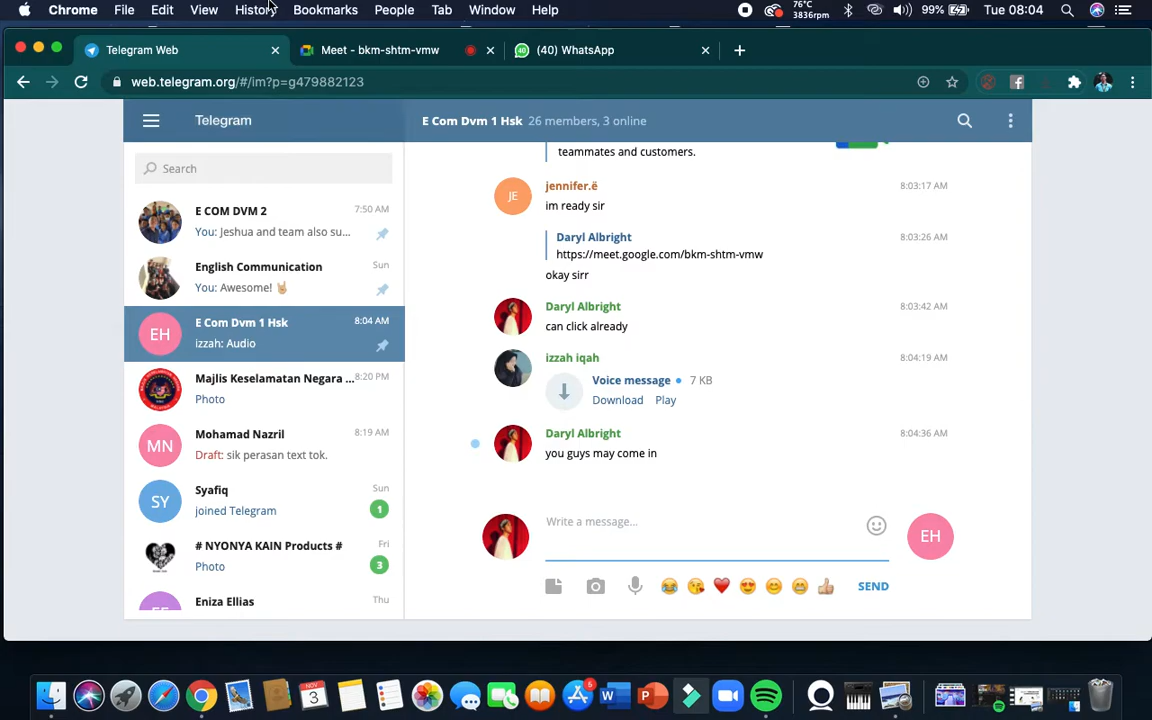 Chrome File Edit View History Bookmarks People Tab Window Help 76°C 3836rpm 99% Tue 08:04
Telegram Web Meet - bkm-shtm-vmw 40 (40) WhatsApp
web.telegram.org/#/im?p=g479882123
Telegram E Com Dvm 1 Hsk 26 members, 3 online
Search
E COM DVM 2 7:50 AM
You: Jeshua and team also su...
English Communication Sun
You: Awesome! 🤘🏼
EH E Com Dvm 1 Hsk 8:04 AM
izzah: Audio
Majlis Keselamatan Negara ... 8:20 PM
Photo
MN Mohamad Nazril 8:19 AM
Draft: sik perasan text tok.
SY Syafiq Sun
joined Telegram 1
# NYONYA KAIN Products # Fri
Photo 3
Eniza Ellias Thu
teammates and customers.
JE jennifer.ë 8:03:17 AM
im ready sir
Daryl Albright 8:03:26 AM
https://meet.google.com/bkm-shtm-vmw
okay sirr
Daryl Albright 8:03:42 AM
can click already
izzah iqah 8:04:19 AM
Voice message 7 KB
Download Play
Daryl Albright 8:04:36 AM
you guys may come in
Write a message...
EH
SEND
NOV
3
5
W
P